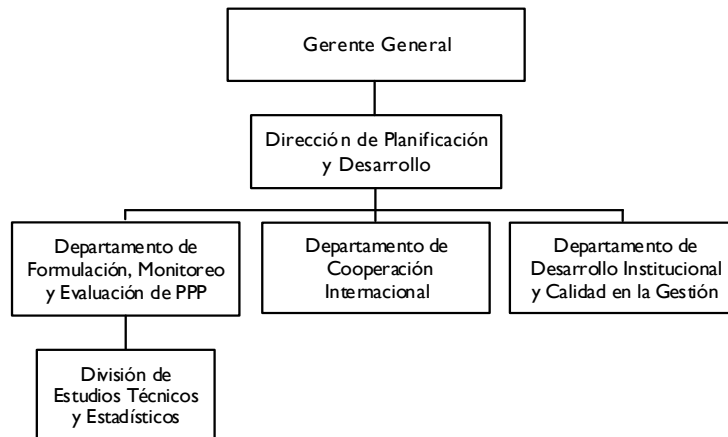 Gerente General
Dirección de Planificación
y Desarrollo
Departamento de
Formulación, Monitoreo
y Evaluación de PPP
Departamento de
Cooperación
Internacional
Departamento de
Desarrollo Institucional
y Calidad en la Gestión
División de
Estudios Técnicos
y Estadísticos